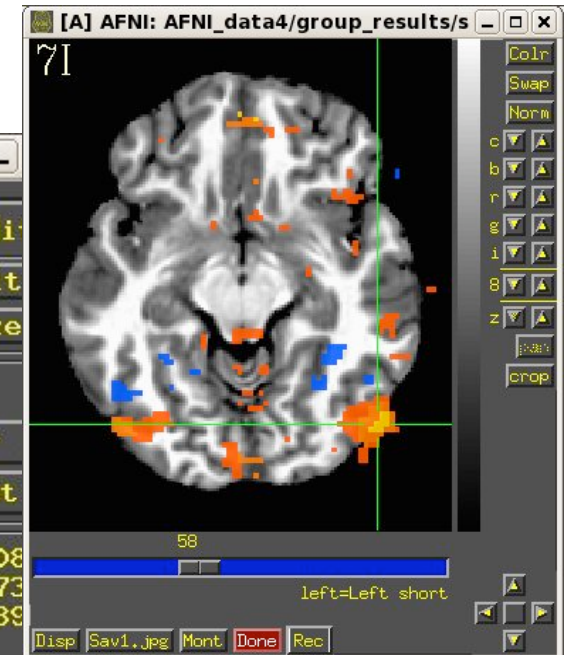 [A] AFNI: AFNI_data4/group_results/s
7I
Colr
Swap
Norm
c
b
r
g
i
8
z
pan
crop
58
left=Left short
Disp Sav1.jpg Mont Done Rec